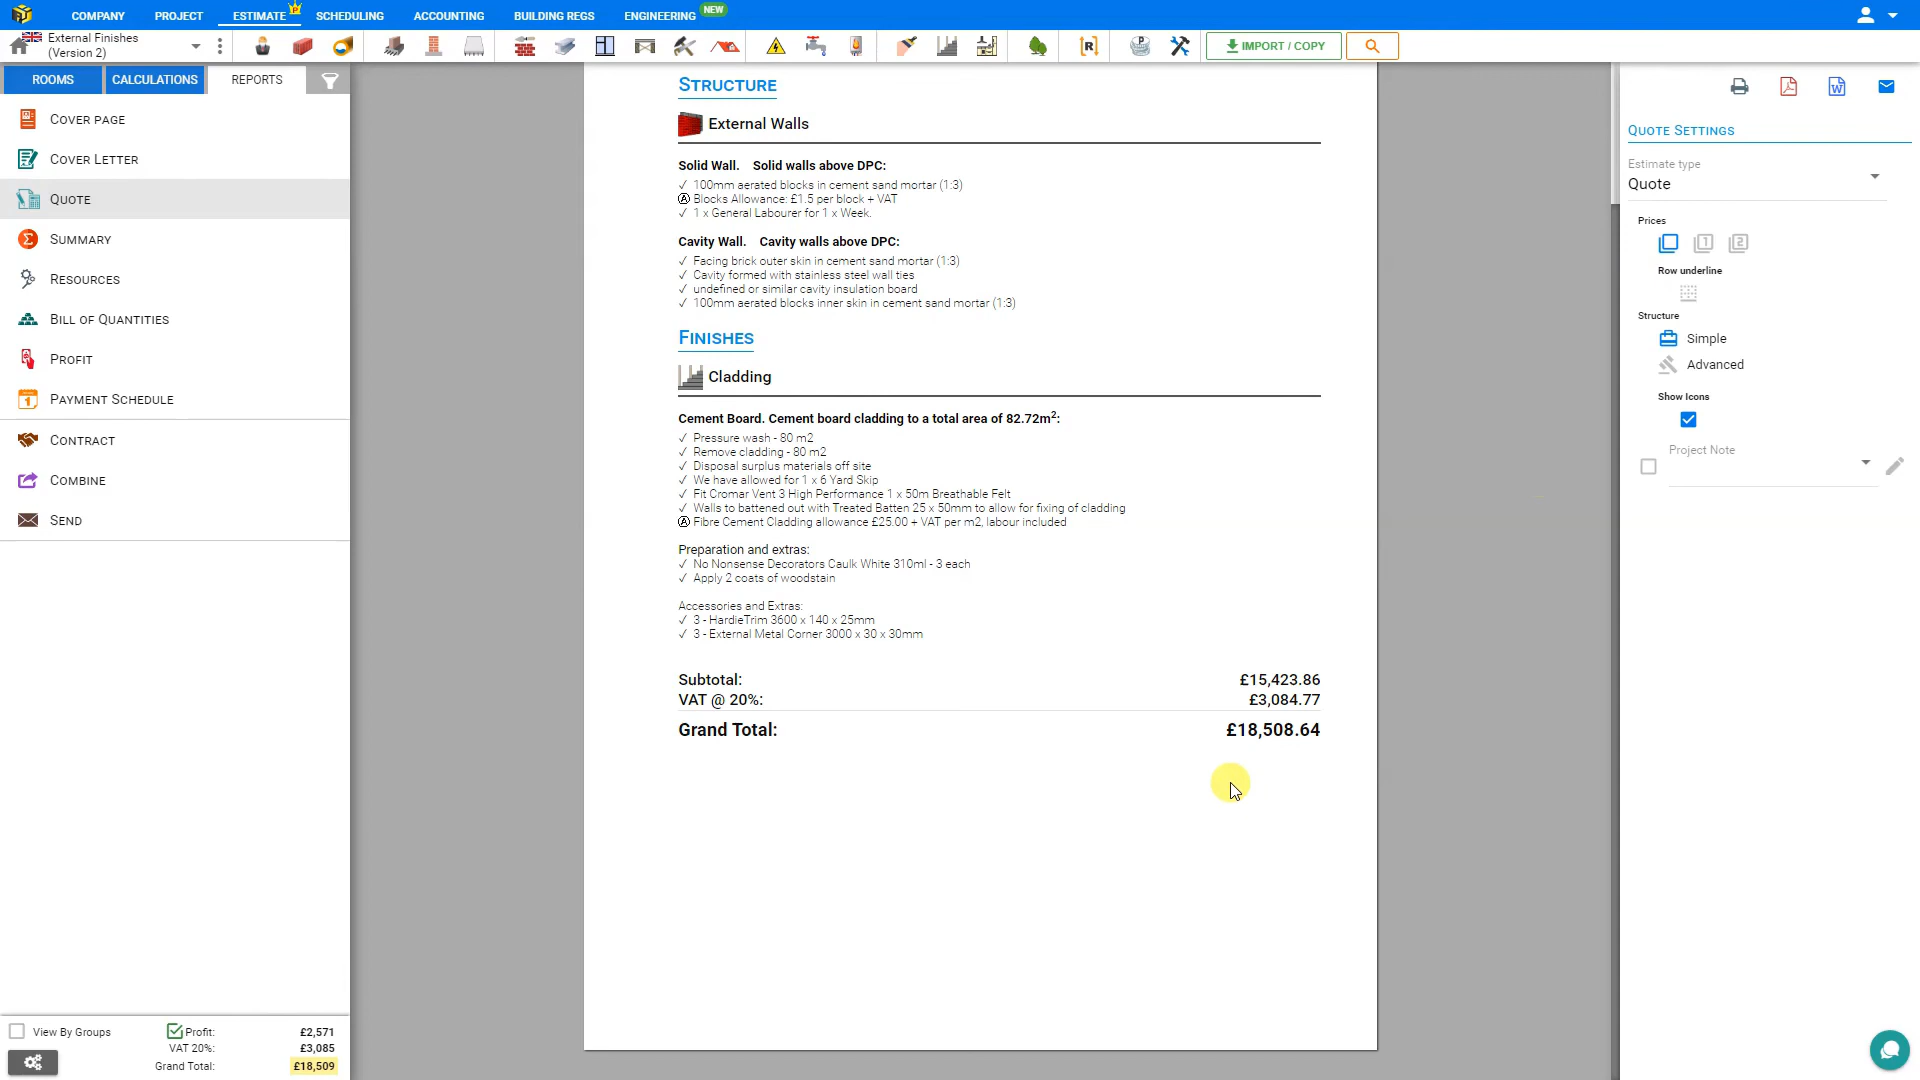 COMPANY PROJECT ESTIMATE SCHEDULING ACCOUNTING BUILDING REGS ENGINEERING NEW
External Finishes
(Version 2)
IMPORT / COPY
ROOMS CALCULATIONS REPORTS
COVER PAGE
COVER LETTER
QUOTE
SUMMARY
RESOURCES
BILL OF QUANTITIES
PROFIT
PAYMENT SCHEDULE
CONTRACT
COMBINE
SEND
View By Groups Profit: £2,571
VAT 20%: £3,085
Grand Total: £18,509
STRUCTURE
External Walls
Solid Wall. Solid walls above DPC:
✓ 100mm aerated blocks in cement sand mortar (1:3)
Ⓐ Blocks Allowance: £1.5 per block + VAT
✓ 1 x General Labourer for 1 x Week.
Cavity Wall. Cavity walls above DPC:
✓ Facing brick outer skin in cement sand mortar (1:3)
✓ Cavity formed with stainless steel wall ties
✓ undefined or similar cavity insulation board
✓ 100mm aerated blocks inner skin in cement sand mortar (1:3)
FINISHES
Cladding
Cement Board. Cement board cladding to a total area of 82.72m²:
✓ Pressure wash - 80 m2
✓ Remove cladding - 80 m2
✓ Disposal surplus materials off site
✓ We have allowed for 1 x 6 Yard Skip
✓ Fit Cromar Vent 3 High Performance 1 x 50m Breathable Felt
✓ Walls to battened out with Treated Batten 25 x 50mm to allow for fixing of cladding
Ⓐ Fibre Cement Cladding allowance £25.00 + VAT per m2, labour included
Preparation and extras:
✓ No Nonsense Decorators Caulk White 310ml - 3 each
✓ Apply 2 coats of woodstain
Accessories and Extras:
✓ 3 - HardieTrim 3600 x 140 x 25mm
✓ 3 - External Metal Corner 3000 x 30 x 30mm
Subtotal: £15,423.86
VAT @ 20%: £3,084.77
Grand Total: £18,508.64
QUOTE SETTINGS
Estimate type
Quote
Prices
1 2
Row underline
Structure
Simple
Advanced
Show Icons
Project Note